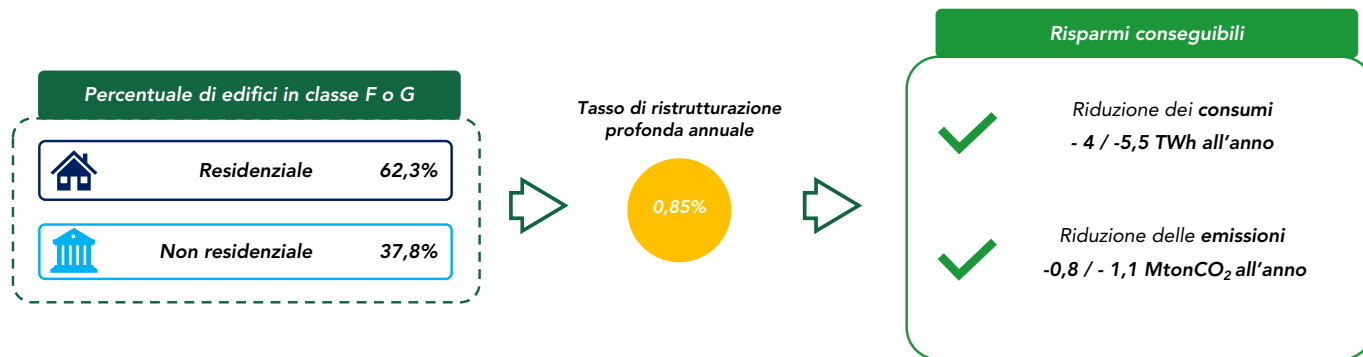 Percentuale di edifici in classe F o G
Residenziale 62,3%
Non residenziale 37,8%
Tasso di ristrutturazione
profonda annuale
0,85%
Risparmi conseguibili
Riduzione dei consumi
- 4 / -5,5 TWh all'anno
Riduzione delle emissioni
-0,8 / - 1,1 MtonCO₂ all'anno